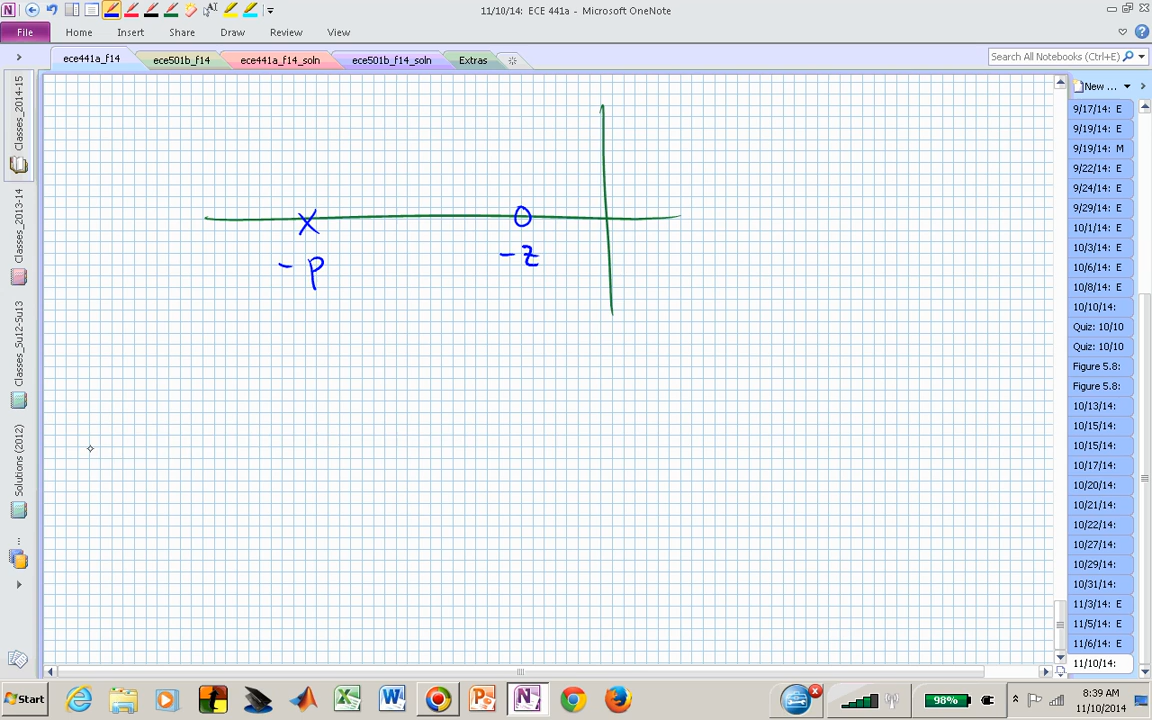 11/10/14: ECE 441a - Microsoft OneNote
File Home Insert Share Draw Review View
ece441a_f14 ece501b_f14 ece441a_f14_soln ece501b_f14_soln Extras
Search All Notebooks (Ctrl+E)
Classes_2014-15
Classes_2013-14
Classes_Su12-Su13
Solutions (2012)
X O
- p - z
New ...
9/17/14: E
9/19/14: E
9/19/14: M
9/22/14: E
9/24/14: E
9/29/14: E
10/1/14: E
10/3/14: E
10/6/14: E
10/8/14: E
10/10/14:
Quiz: 10/10
Quiz: 10/10
Figure 5.8:
Figure 5.8:
10/13/14:
10/15/14:
10/15/14:
10/17/14:
10/20/14:
10/21/14:
10/22/14:
10/27/14:
10/29/14:
10/31/14:
11/3/14: E
11/5/14: E
11/6/14: E
11/10/14:
Start
98%
8:39 AM
11/10/2014